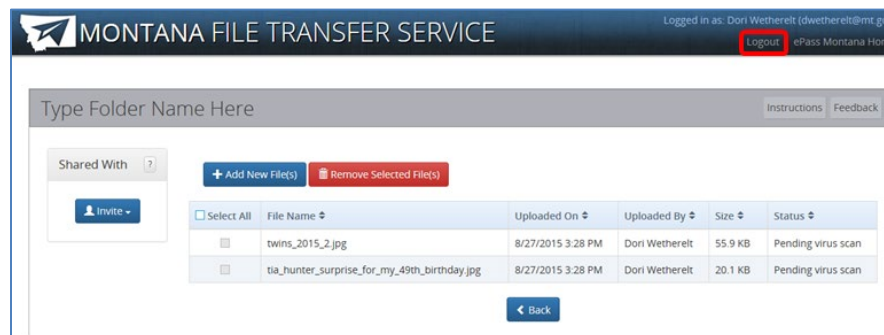 Logged in as: Dori Wetherelt (dwetherelt@mt.g
MONTANA FILE TRANSFER SERVICE
Logout ePass Montana Ho
Type Folder Name Here Instructions Feedback
Shared With ?
Add New File(s) Remove Selected File(s)
Invite
Select All File Name Uploaded On Uploaded By Size Status
twins_2015_2.jpg 8/27/2015 3:28 PM Dori Wetherelt 55.9 KB Pending virus scan
tia_hunter_surprise_for_my_49th_birthday.jpg 8/27/2015 3:28 PM Dori Wetherelt 20.1 KB Pending virus scan
Back